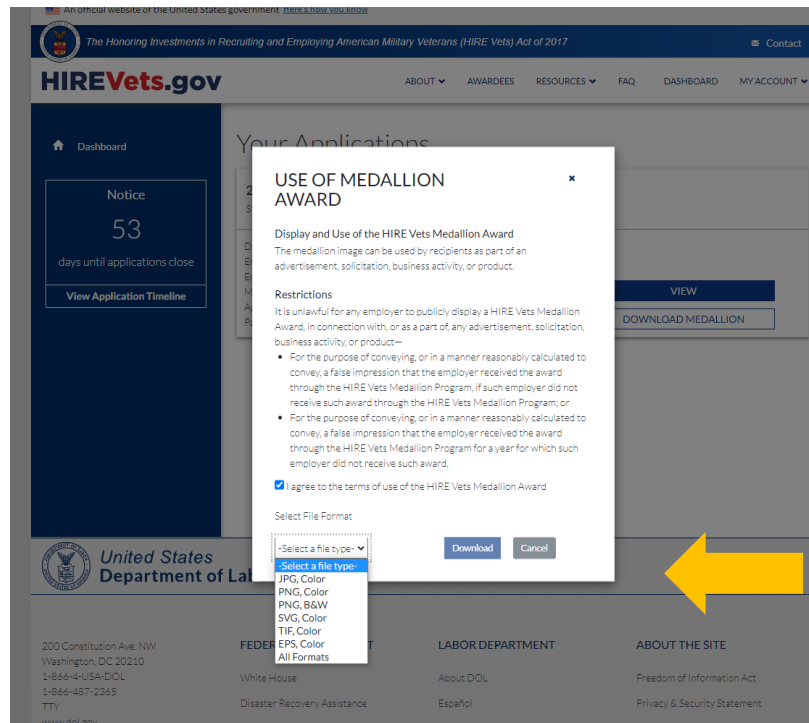 An official website of the United States government Here's how you know
The Honoring Investments in Recruiting and Employing American Military Veterans (HIRE Vets) Act of 2017
Contact
HIREVets.gov
ABOUT
AWARDEES
RESOURCES
FAQ
DASHBOARD
MY ACCOUNT
Dashboard
Notice
53
days until applications close
View Application Timeline
Your Applications
VIEW
DOWNLOAD MEDALLION
USE OF MEDALLION
AWARD
Display and Use of the HIRE Vets Medallion Award
The medallion image can be used by recipients as part of an
advertisement, solicitation, business activity, or product.
Restrictions
It is unlawful for any employer to publicly display a HIRE Vets Medallion
Award, in connection with, or as a part of, any advertisement, solicitation,
business activity, or product—
• For the purpose of conveying, or in a manner reasonably calculated to
convey, a false impression that the employer received the award
through the HIRE Vets Medallion Program, if such employer did not
receive such award through the HIRE Vets Medallion Program; or
• For the purpose of conveying, or in a manner reasonably calculated to
convey, a false impression that the employer received the award
through the HIRE Vets Medallion Program for a year for which such
employer did not receive such award.
I agree to the terms of use of the HIRE Vets Medallion Award
Select File Format
-Select a file type-
Download
Cancel
-Select a file type-
JPG, Color
PNG, Color
PNG, B&W
SVG, Color
TIF, Color
EPS, Color
All Formats
United States
Department of Lab
200 Constitution Ave, NW
Washington, DC 20210
1-866-4-USA-DOL
1-866-487-2365
TTY
www.dol.gov
FEDER
T
White House
Disaster Recovery Assistance
LABOR DEPARTMENT
About DOL
Español
ABOUT THE SITE
Freedom of Information Act
Privacy & Security Statement